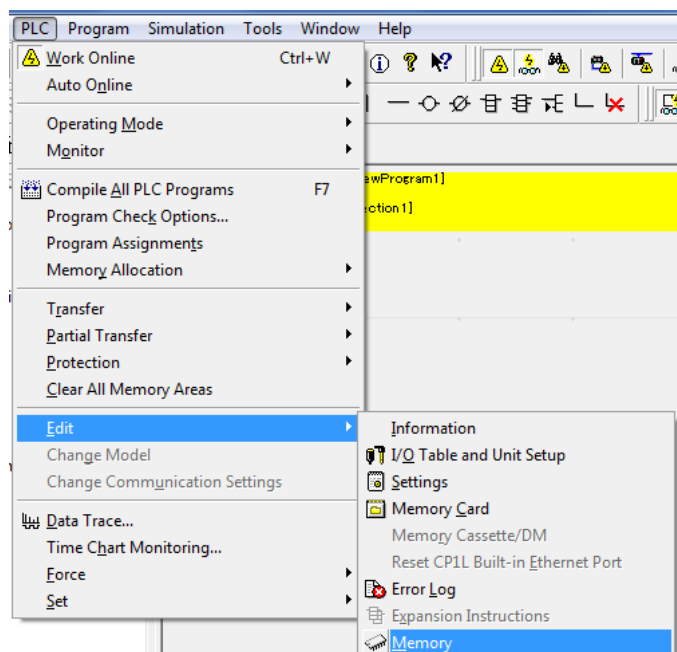 PLC Program Simulation Tools Window Help
Work Online Ctrl+W
Auto Online
Operating Mode
Monitor
Compile All PLC Programs F7
Program Check Options...
Program Assignments
Memory Allocation
Transfer
Partial Transfer
Protection
Clear All Memory Areas
Edit
Change Model
Change Communication Settings
Data Trace...
Time Chart Monitoring...
Force
Set
ewProgram1]
ection1]
Information
I/O Table and Unit Setup
Settings
Memory Card
Memory Cassette/DM
Reset CP1L Built-in Ethernet Port
Error Log
Expansion Instructions
Memory